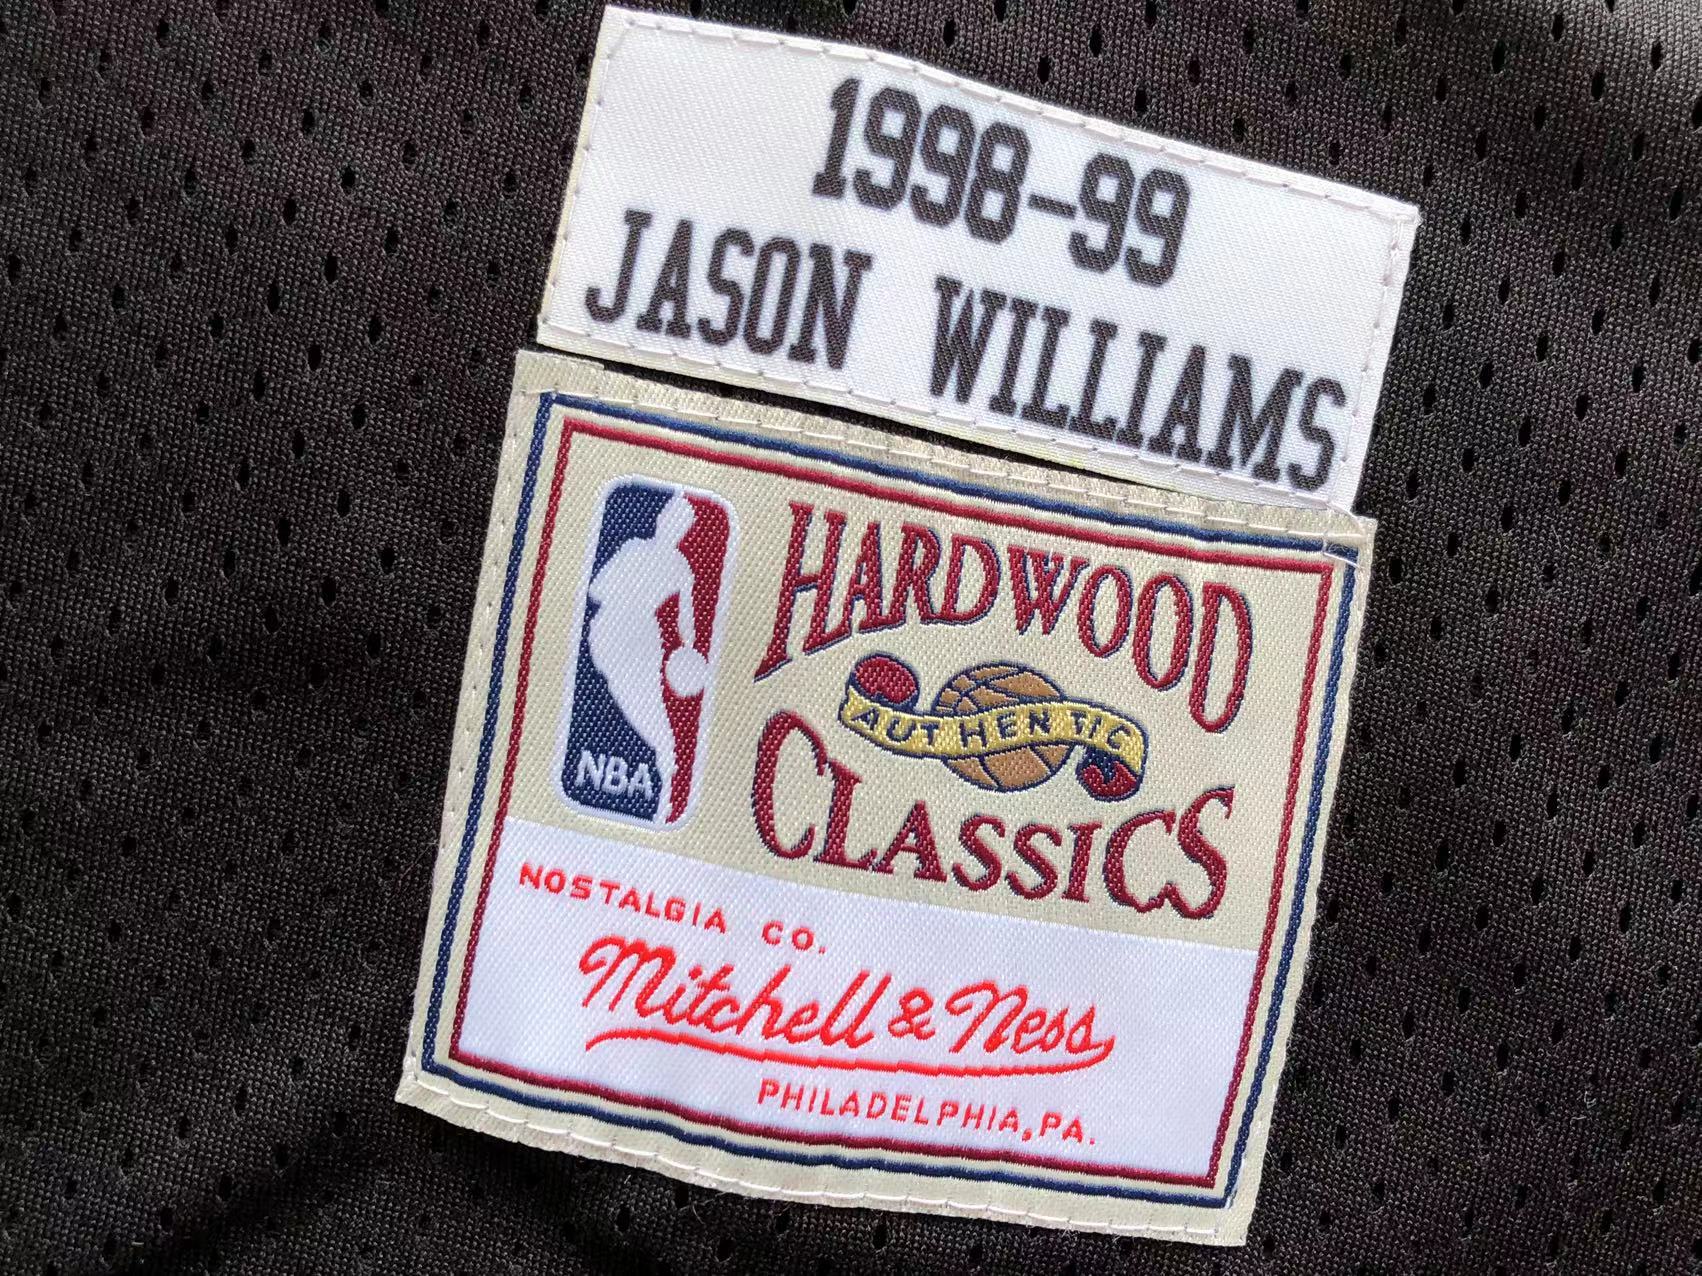 1998-99
JASON WILLIAMS
NBA
HARDWOOD
AUTHENTIC
CLASSICS
NOSTALGIA CO.
Mitchell & Ness
PHILADELPHIA, PA.